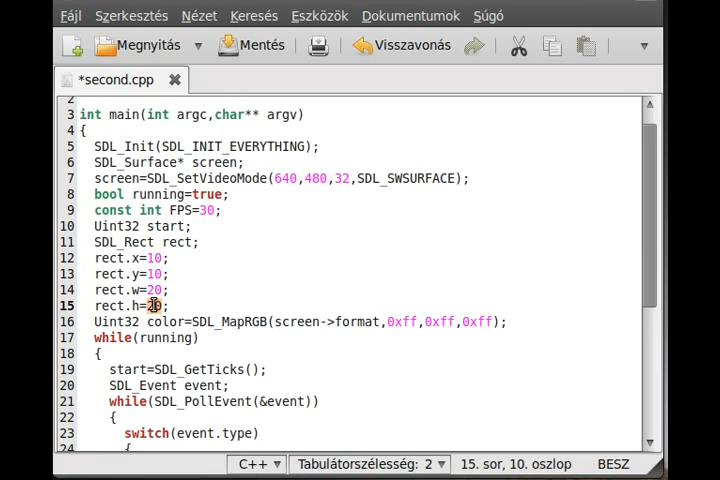 Fájl Szerkesztés Nézet Keresés Eszközök Dokumentumok Súgó
Megnyitás Mentés Visszavonás
*second.cpp
2
3 int main(int argc,char** argv)
4 {
5 SDL_Init(SDL_INIT_EVERYTHING);
6 SDL_Surface* screen;
7 screen=SDL_SetVideoMode(640,480,32,SDL_SWSURFACE);
8 bool running=true;
9 const int FPS=30;
10 Uint32 start;
11 SDL_Rect rect;
12 rect.x=10;
13 rect.y=10;
14 rect.w=20;
15 rect.h=20;
16 Uint32 color=SDL_MapRGB(screen->format,0xff,0xff,0xff);
17 while(running)
18 {
19 start=SDL_GetTicks();
20 SDL_Event event;
21 while(SDL_PollEvent(&event))
22 {
23 switch(event.type)
24 {
C++ Tabulátorszélesség: 2 15. sor, 10. oszlop BESZ